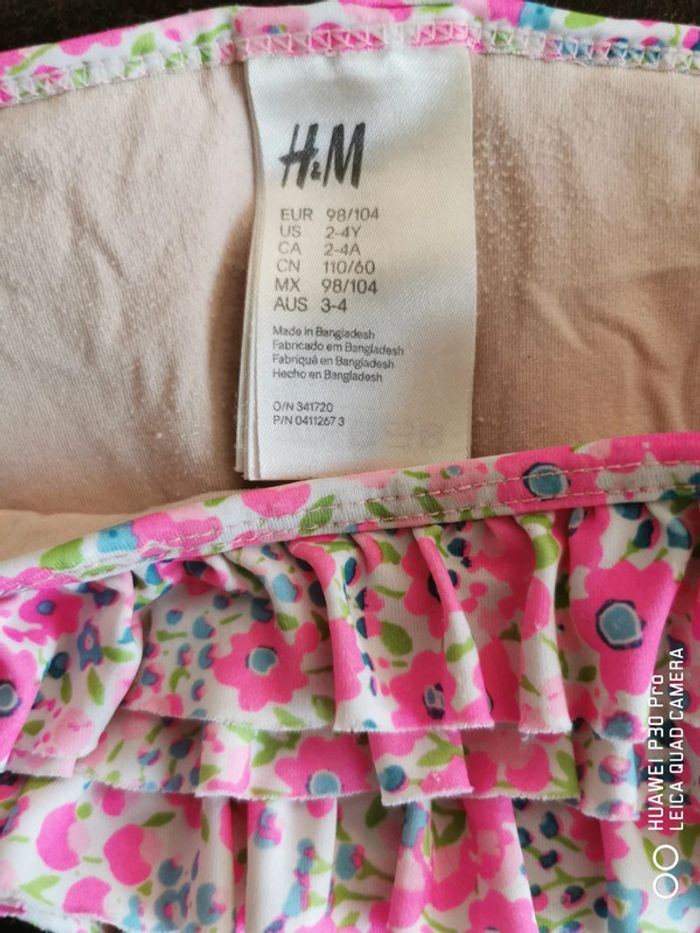 H&M
EUR 98/104
US 2-4Y
CA 2-4A
CN 110/60
MX 98/104
AUS 3-4
Made in Bangladesh
Fabricado em Bangladesh
Fabriqué en Bangladesh
Hecho en Bangladesh
O/N 341720
P/N 0411267 3
HUAWEI P30 Pro
LEICA QUAD CAMERA